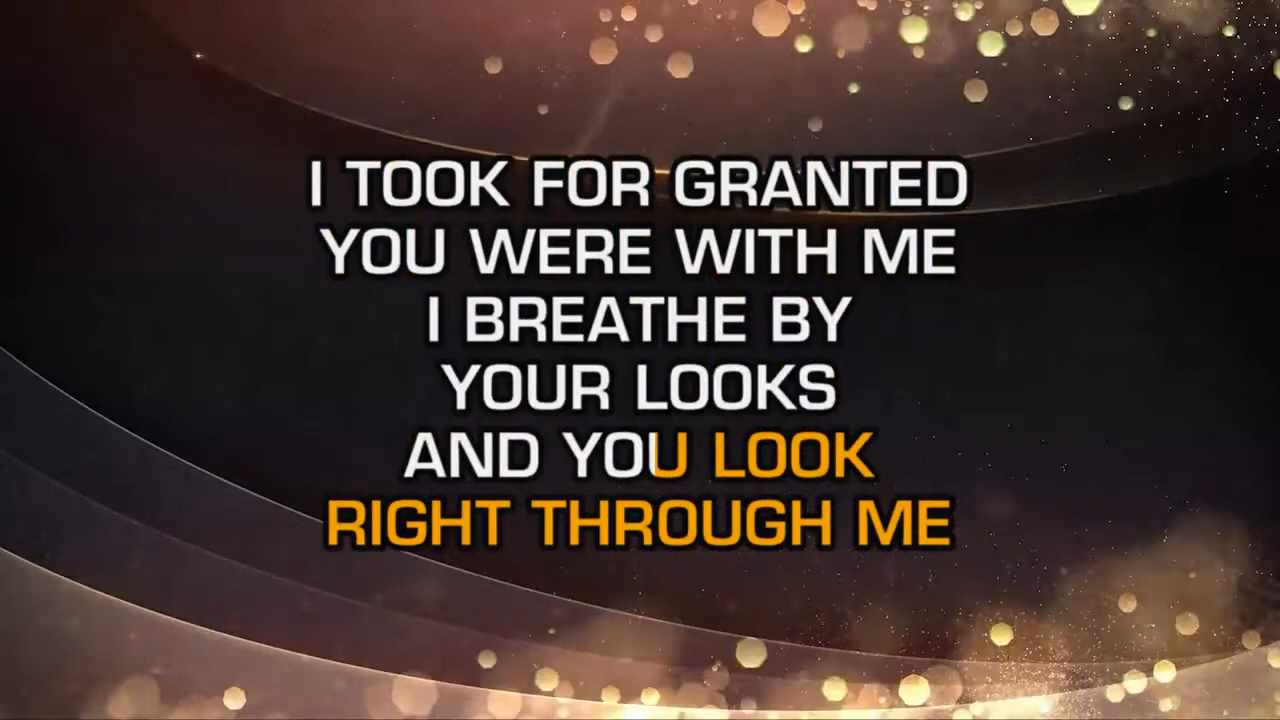 I TOOK FOR GRANTED
YOU WERE WITH ME
I BREATHE BY
YOUR LOOKS
AND YOU LOOK
RIGHT THROUGH ME